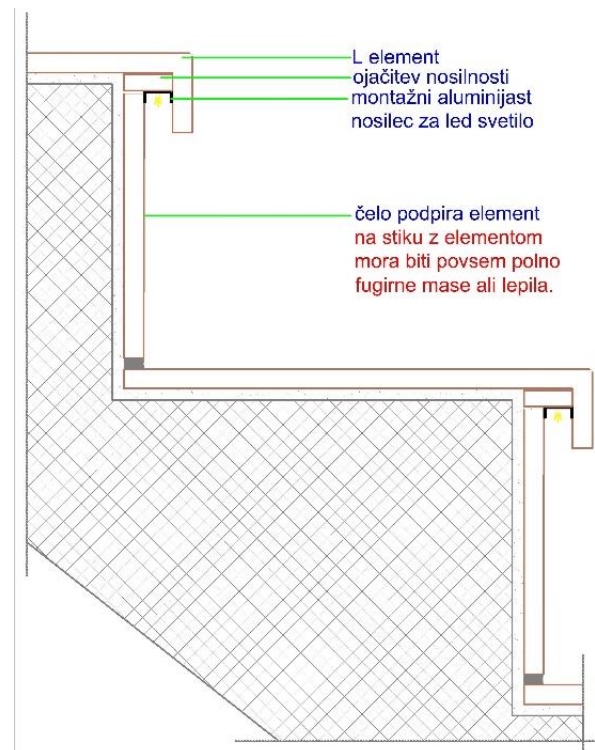 L element
ojačitev nosilnosti
montažni aluminijast
nosilec za led svetilo
čelo podpira element
na stiku z elementom
mora biti povsem polno
fugirne mase ali lepila.